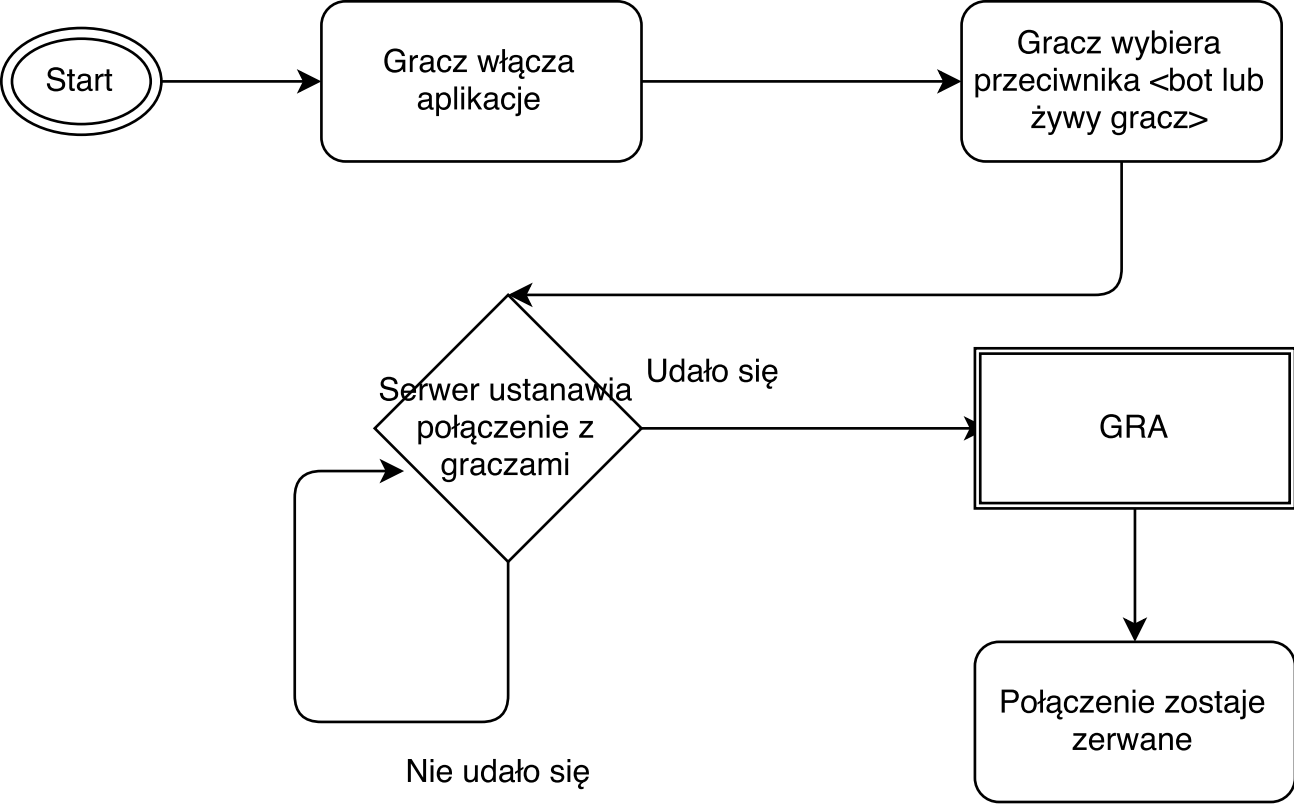 Start
Gracz włącza
aplikacje
Gracz wybiera
przeciwnika <bot lub
żywy gracz>
Serwer ustanawia
połączenie z
graczami
Udało się
GRA
Nie udało się
Połączenie zostaje
zerwane